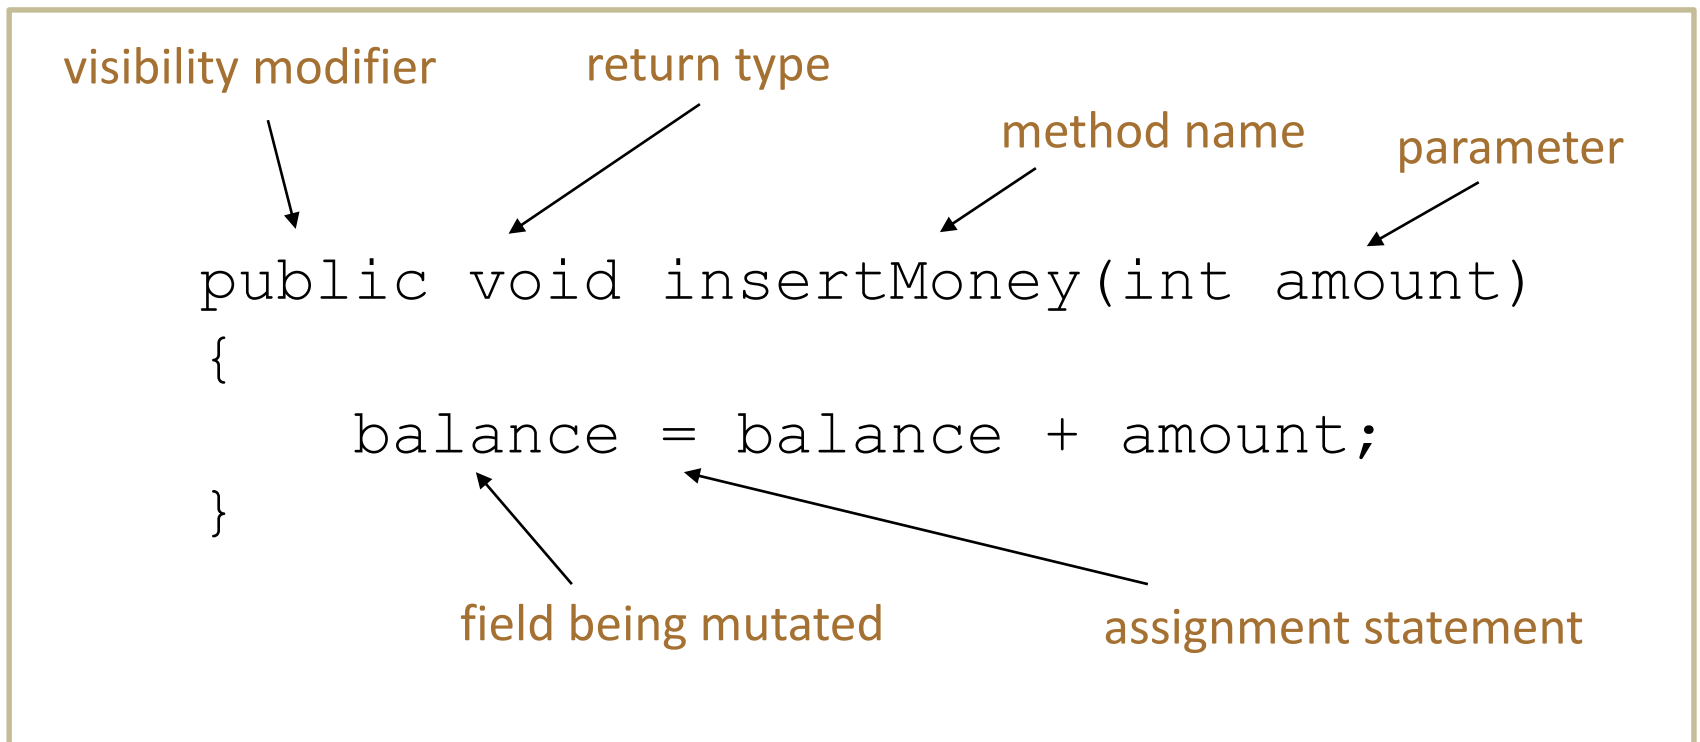 visibility modifier
return type
method name
parameter
public void insertMoney(int amount)
{
balance = balance + amount;
}
field being mutated
assignment statement